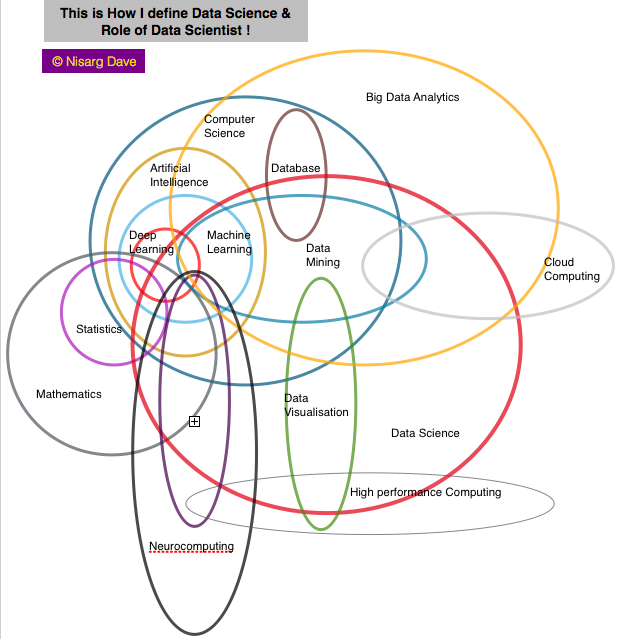 This is How I define Data Science &
Role of Data Scientist !
© Nisarg Dave
Big Data Analytics
Computer
Science
Database
Artificial
Intelligence
Deep
Learning
Machine
Learning
Data
Mining
Cloud
Computing
Statistics
Mathematics
Data
Visualisation
Data Science
High performance Computing
Neurocomputing